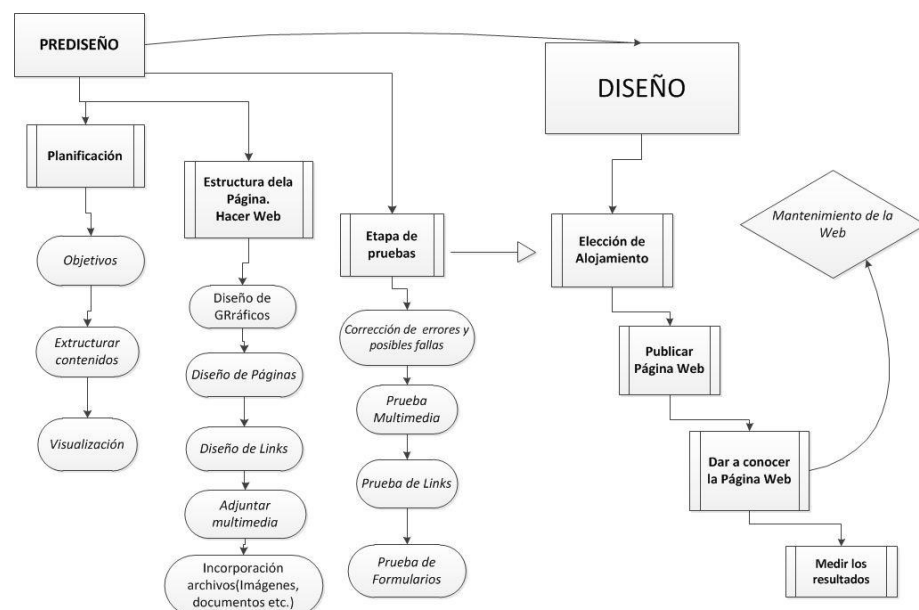 PREDISEÑO
DISEÑO
Planificación
Objetivos
Extructurar
contenidos
Visualización
Estructura dela
Página.
Hacer Web
Diseño de
GRráficos
Diseño de Páginas
Diseño de Links
Adjuntar
multimedia
Incorporación
archivos(Imágenes,
documentos etc.)
Etapa de
pruebas
Corrección de errores y
posibles fallas
Prueba
Multimedia
Prueba de Links
Prueba de
Formularios
Elección de
Alojamiento
Publicar
Página Web
Dar a conocer
la Página Web
Medir los
resultados
Mantenimiento de la
Web